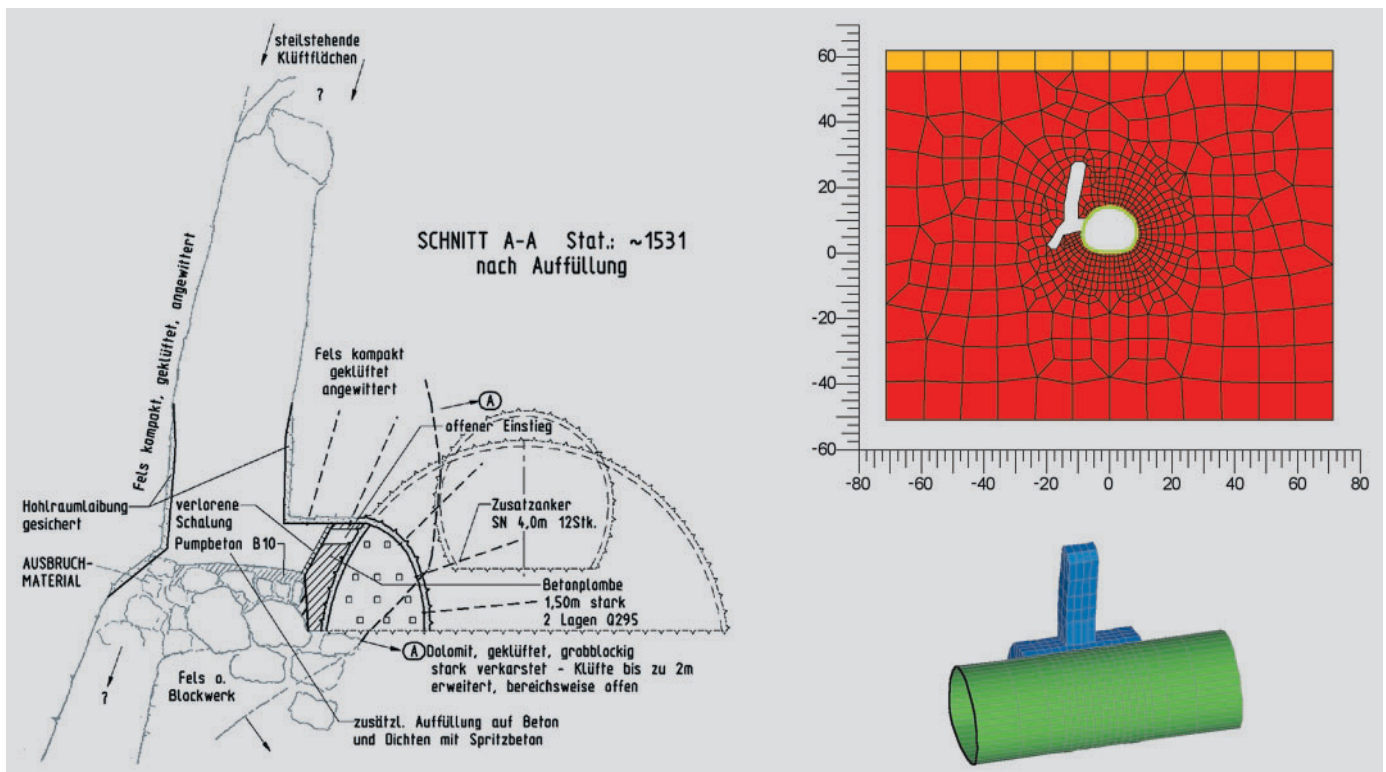 steilstehende
Klüftflächen
?
Fels kompakt, geklüftet, angewittert
SCHNITT A-A Stat.: ~1531
nach Auffüllung
Fels kompakt
geklüftet
angewittert
A
offener Einstieg
Hohlraumlaibung
gesichert
verlorene
Schalung
Pumpbeton B10
Zusatzanker
SN 4,0m 12Stk.
AUSBRUCH-
MATERIAL
Betonplombe
1,50m stark
2 Lagen Q295
A Dolomit, geklüftet, grobblockig
stark verkarstet - Klüfte bis zu 2m
erweitert, bereichsweise offen
?
Fels o.
Blockwerk
zusätzl. Auffüllung auf Beton
und Dichten mit Spritzbeton
60
40
20
0
-20
-40
-60
-80 -60 -40 -20 0 20 40 60 80